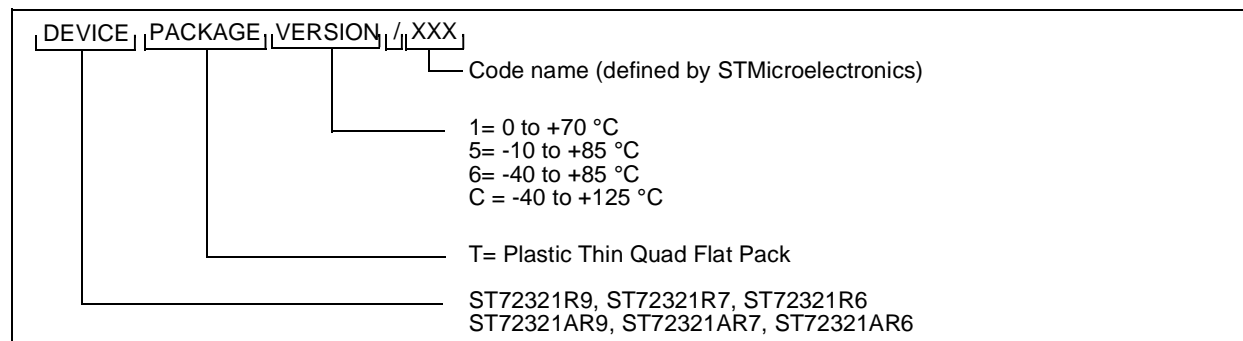 DEVICE PACKAGE VERSION / XXX
Code name (defined by STMicroelectronics)
1= 0 to +70 °C
5= -10 to +85 °C
6= -40 to +85 °C
C = -40 to +125 °C
T= Plastic Thin Quad Flat Pack
ST72321R9, ST72321R7, ST72321R6
ST72321AR9, ST72321AR7, ST72321AR6